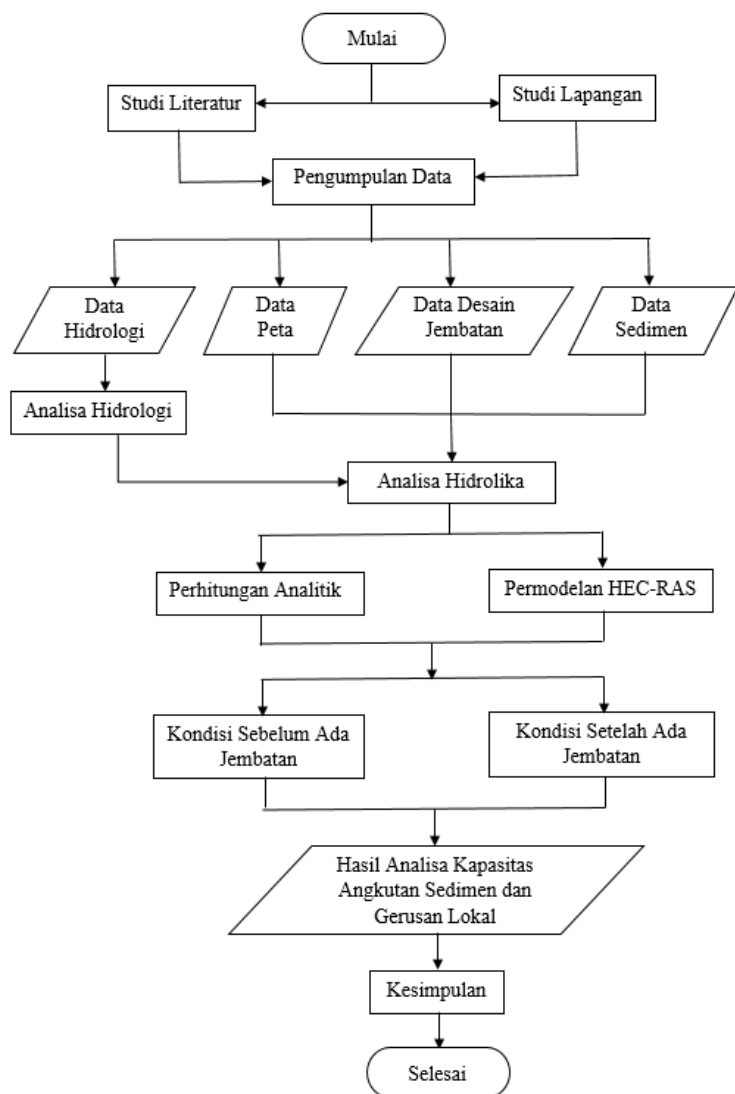 Mulai
Studi Literatur
Studi Lapangan
Pengumpulan Data
Data
Hidrologi
Data
Peta
Data Desain
Jembatan
Data
Sedimen
Analisa Hidrologi
Analisa Hidrolika
Perhitungan Analitik
Permodelan HEC-RAS
Kondisi Sebelum Ada
Jembatan
Kondisi Setelah Ada
Jembatan
Hasil Analisa Kapasitas
Angkutan Sedimen dan
Gerusan Lokal
Kesimpulan
Selesai